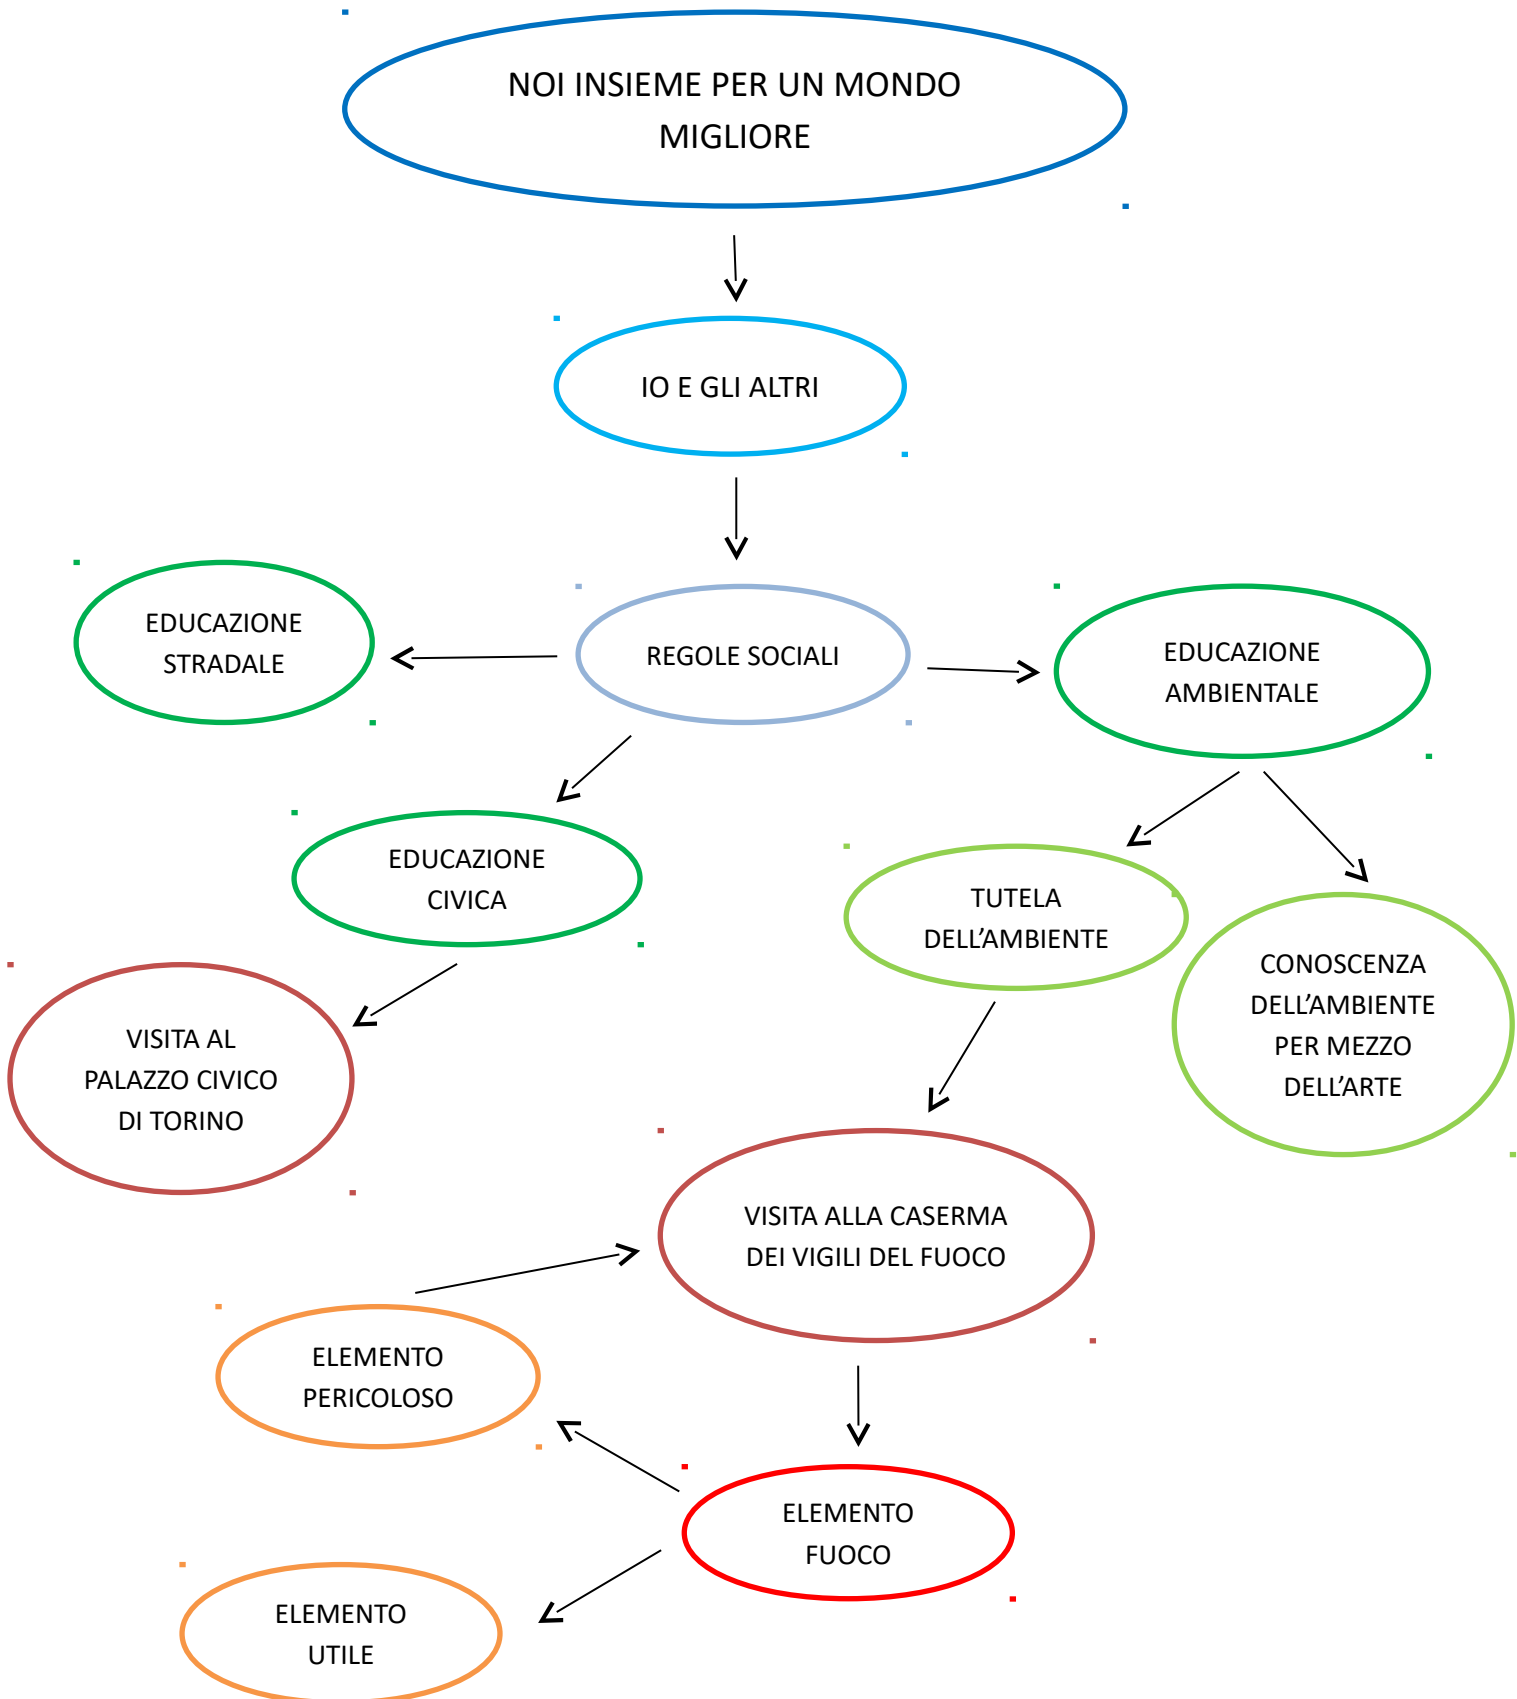 NOI INSIEME PER UN MONDO
MIGLIORE
IO E GLI ALTRI
EDUCAZIONE
STRADALE
REGOLE SOCIALI
EDUCAZIONE
AMBIENTALE
EDUCAZIONE
CIVICA
TUTELA
DELL’AMBIENTE
CONOSCENZA
DELL’AMBIENTE
PER MEZZO
DELL’ARTE
VISITA AL
PALAZZO CIVICO
DI TORINO
VISITA ALLA CASERMA
DEI VIGILI DEL FUOCO
ELEMENTO
PERICOLOSO
ELEMENTO
FUOCO
ELEMENTO
UTILE